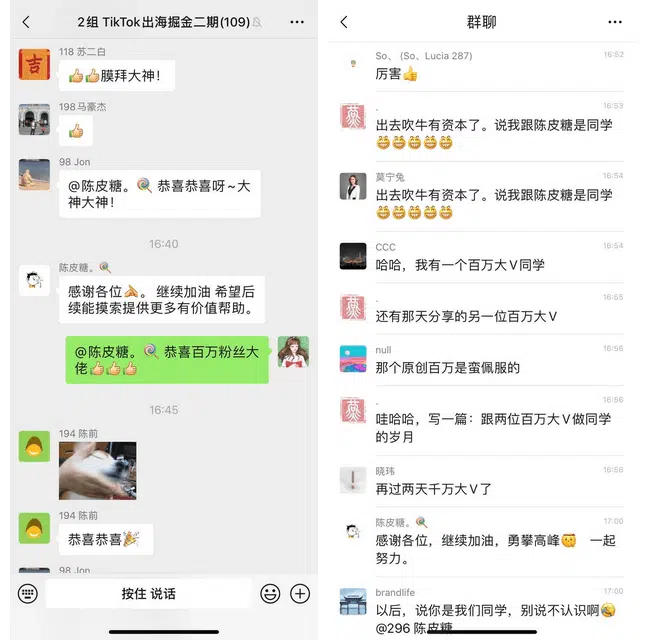 2组 TikTok出海掘金二期(109)
118 苏二白
👍👍膜拜大神！
198马豪杰
👍
98 Jon
@陈皮糖。🍭 恭喜恭喜呀~大
神大神！
16:40
陈皮糖。🍭
感谢各位🙏。 继续加油 希望后
续能摸索提供更多有价值帮助。
@陈皮糖。🍭 恭喜百万粉丝大
佬👍👍👍
16:45
194 陈前
194 陈前
恭喜恭喜🎉
98 Jon
按住 说话
群聊
So、 (So、Lucia 287)
16:52
厉害👍
.
16:53
出去吹牛有资本了。说我跟陈皮糖是同学
😁😁😁😁😁
莫宁兔
16:54
出去吹牛有资本了。说我跟陈皮糖是同学
😁😁😁😁😁
CCC
16:54
哈哈，我有一个百万大Ｖ同学
.
16:55
还有那天分享的另一位百万大Ｖ
null
16:56
那个原创百万是蛮佩服的
.
16:56
哇哈哈，写一篇：跟两位百万大Ｖ做同学
的岁月
晓玮
16:56
再过两天千万大Ｖ了
陈皮糖。🍭
17:00
感谢各位，继续加油，勇攀高峰 一起
努力。
brandlife
17:00
以后，说你是我们同学，别说不认识啊
@296 陈皮糖